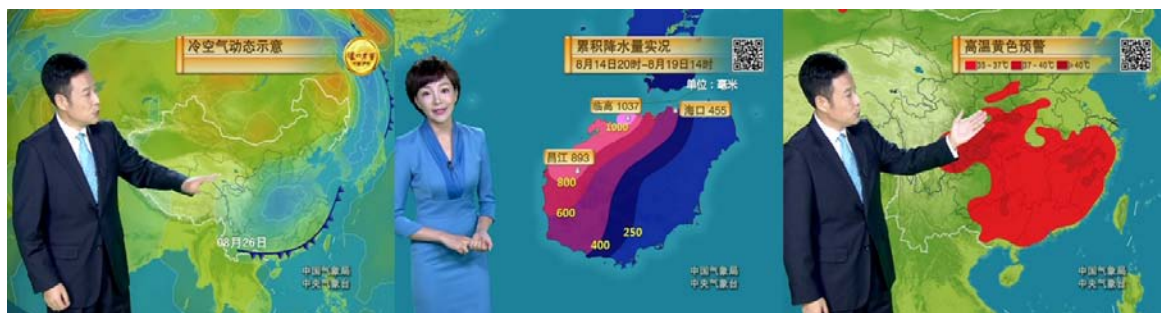 冷空气动态示意
08月26日
中国气象局
中央气象台
累积降水量实况
8月14日20时-8月19日14时
单位：毫米
临高 1037
海口 455
1000
昌江 893
800
600
250
400
中国气象局
中央气象台
高温黄色预警
35-37℃ 37-40℃ ≥40℃
中国气象局
中央气象台